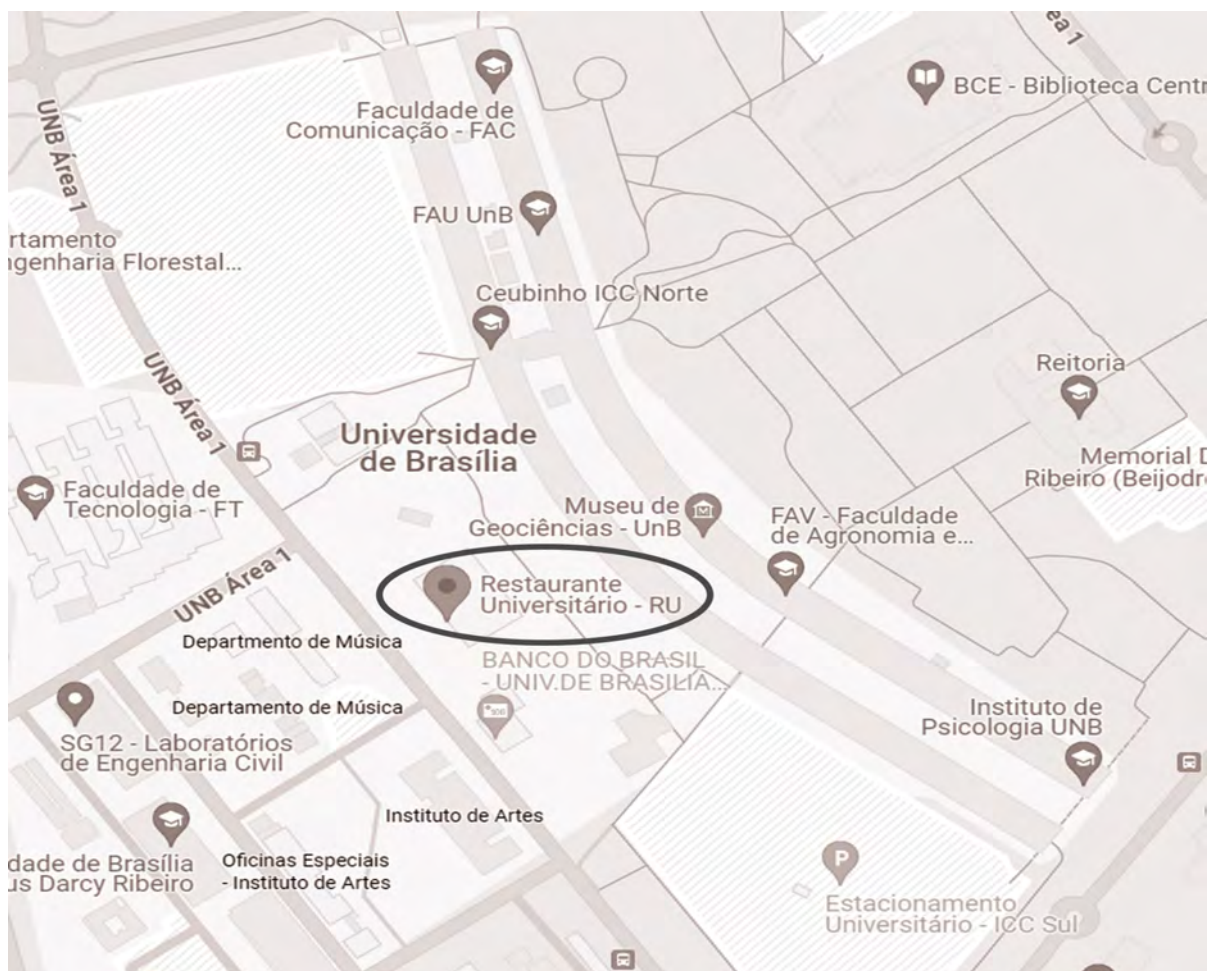 ea 1
BCE - Biblioteca Centr
Faculdade de
Comunicação - FAC
UNB Área 1
FAU UnB
rtamento
ngenharia Florestal...
Ceubinho ICC Norte
UNB Área 1
Reitoria
Universidade
de Brasília
Memorial D
Ribeiro (Beijodr
Faculdade de
Tecnologia - FT
Museu de
Geociências - UnB
FAV - Faculdade
de Agronomia e...
UNB Área 1
Restaurante
Universitário - RU
Departmento de Música
BANCO DO BRASIL
- UNIV.DE BRASILIA...
Departamento de Música
Instituto de
Psicologia UNB
SG12 - Laboratórios
de Engenharia Civil
Instituto de Artes
dade de Brasília
us Darcy Ribeiro
Oficinas Especiais
- Instituto de Artes
P
Estacionamento
Universitário - ICC Sul